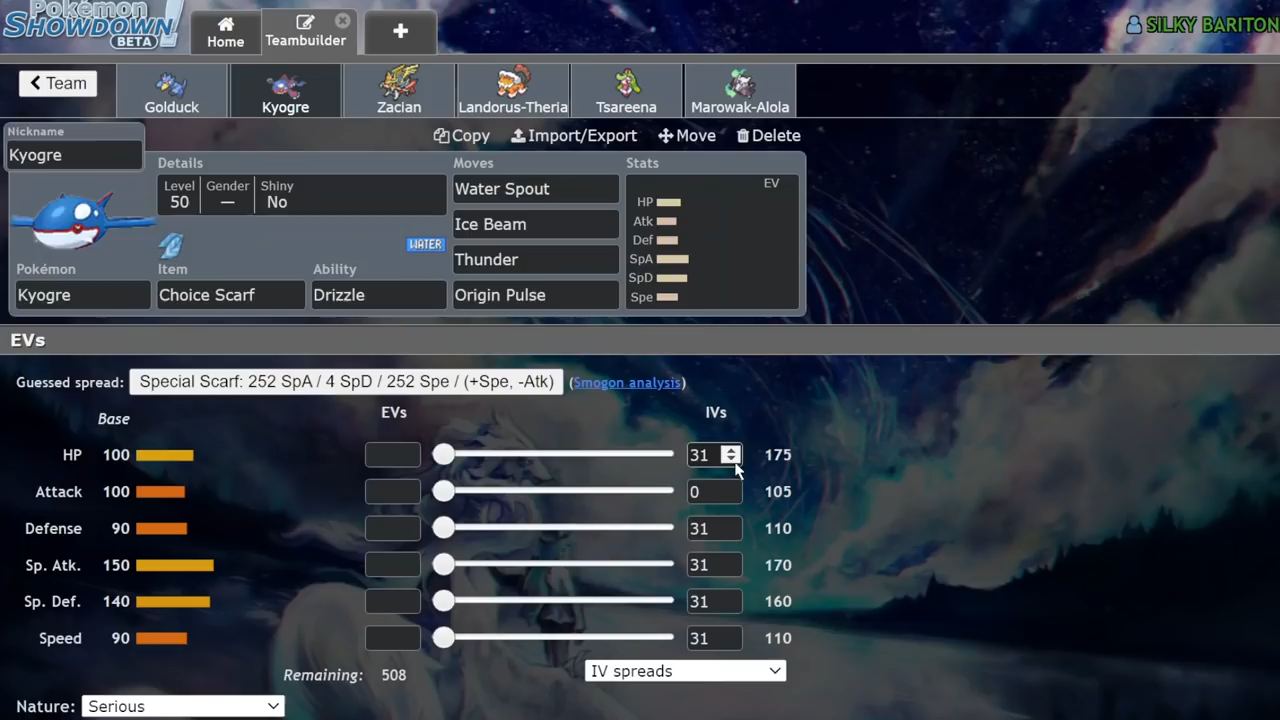 Pokémon
SHOWDOWN!
BETA
Home
Teambuilder
SILKY BARITON
Team
Golduck
Kyogre
Zacian
Landorus-Theria
Tsareena
Marowak-Alola
Nickname
Kyogre
Copy
Import/Export
Move
Delete
Details
Moves
Stats
Level
Gender
Shiny
50
—
No
Water Spout
EV
HP
Ice Beam
Atk
Def
WATER
Thunder
SpA
SpD
Pokémon
Item
Ability
Kyogre
Choice Scarf
Drizzle
Origin Pulse
Spe
EVs
Guessed spread: Special Scarf: 252 SpA / 4 SpD / 252 Spe / (+Spe, -Atk) (Smogon analysis)
Base EVs IVs
HP 100 31 175
Attack 100 0 105
Defense 90 31 110
Sp. Atk. 150 31 170
Sp. Def. 140 31 160
Speed 90 31 110
Remaining: 508 IV spreads
Nature: Serious